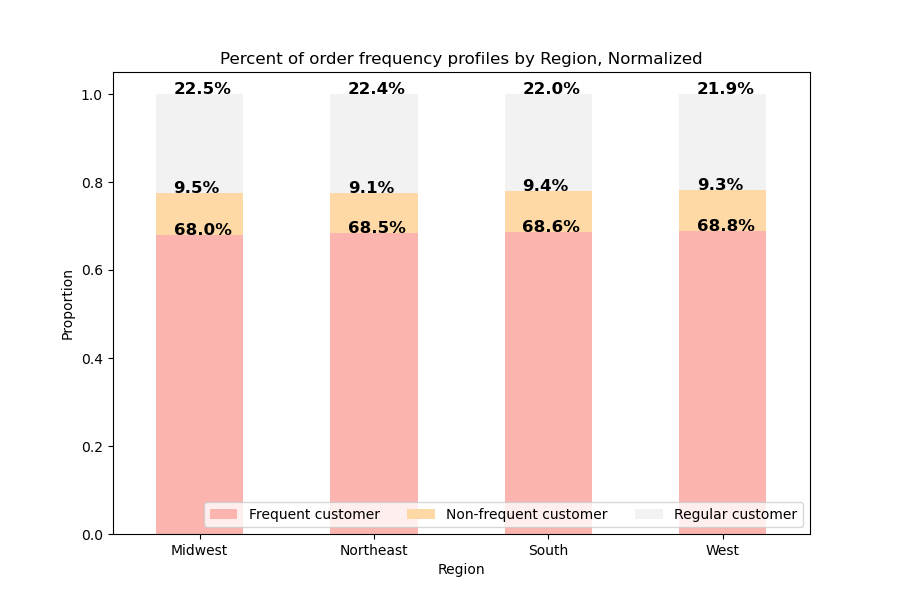 Percent of order frequency profiles by Region, Normalized
1.0
0.8
0.6
0.4
0.2
0.0
Proportion
22.5% 22.4% 22.0% 21.9%
9.5% 9.1% 9.4% 9.3%
68.0% 68.5% 68.6% 68.8%
Frequent customer Non-frequent customer Regular customer
Midwest Northeast South West
Region